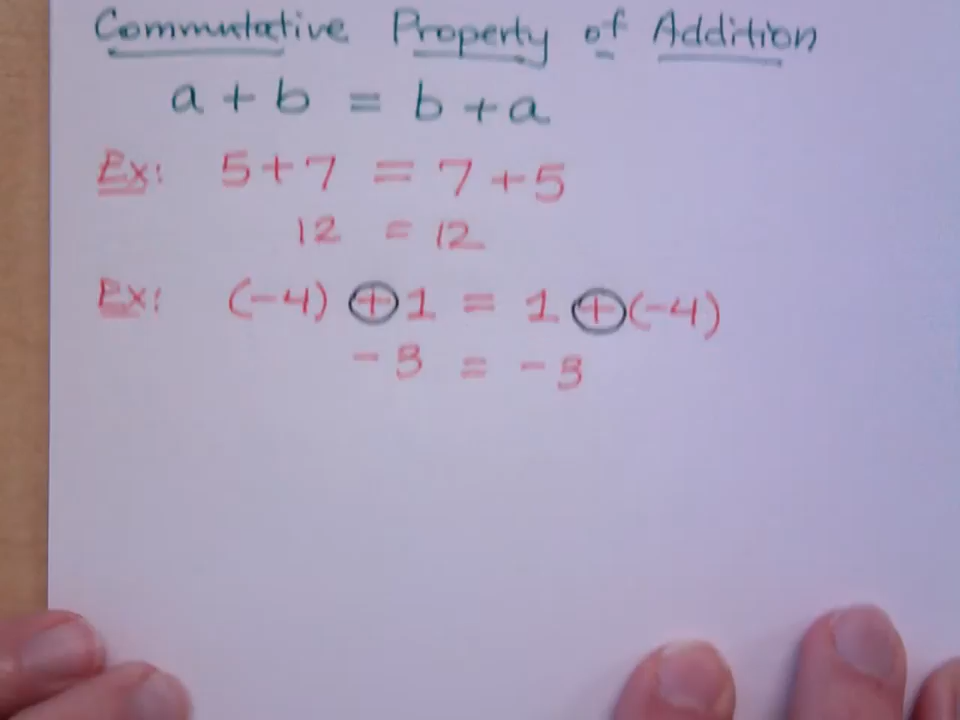 Commutative Property of Addition
a + b = b + a
Ex: 5 + 7 = 7 + 5
12 = 12
Ex: (-4) + 1 = 1 + (-4)
-3 = -3